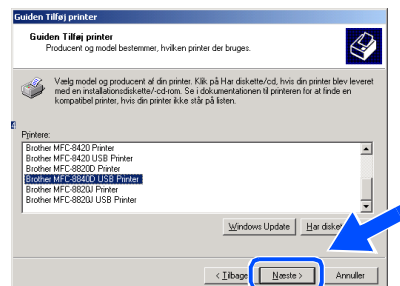 Guiden Tilføj printer
Guiden Tilføj printer
Producent og model bestemmer, hvilken printer der bruges.
Vælg model og producent af din printer. Klik på Har diskette/cd, hvis din printer blev leveret
med en installationsdiskette/-cd-rom. Se i dokumentationen til printeren for at finde en
kompatibel printer, hvis din printer ikke står på listen.
Printere:
Brother MFC-8420 Printer
Brother MFC-8420 USB Printer
Brother MFC-8820D Printer
Brother MFC-8840D USB Printer
Brother MFC-8820J Printer
Brother MFC-8820J USB Printer
Windows Update
Har diske
< Tilbage
Næste >
Annuller